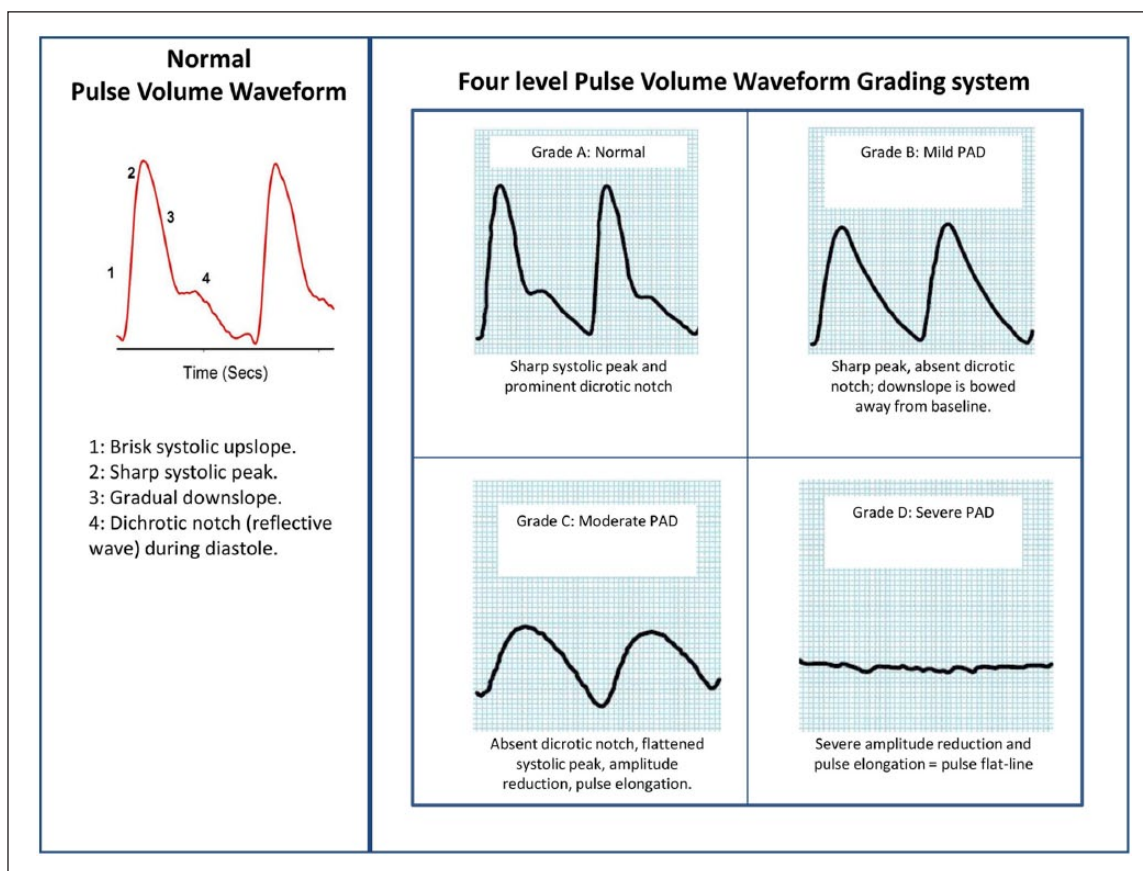 Normal
Pulse Volume Waveform
2
3
1
4
Time (Secs)
1: Brisk systolic upslope.
2: Sharp systolic peak.
3: Gradual downslope.
4: Dichrotic notch (reflective
wave) during diastole.
Four level Pulse Volume Waveform Grading system
Grade A: Normal
Sharp systolic peak and
prominent dicrotic notch
Grade B: Mild PAD
Sharp peak, absent dicrotic
notch; downslope is bowed
away from baseline.
Grade C: Moderate PAD
Absent dicrotic notch, flattened
systolic peak, amplitude
reduction, pulse elongation.
Grade D: Severe PAD
Severe amplitude reduction and
pulse elongation = pulse flat-line